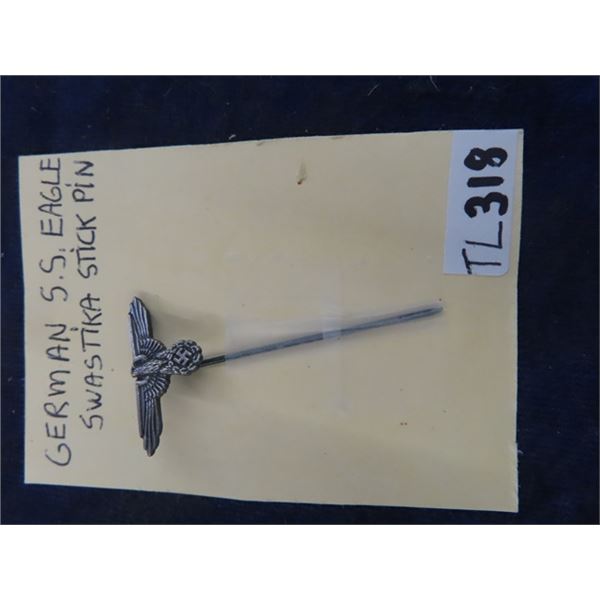 GERMAN S.S. EAGLE
SWASTIKA STICK PIN
TL318